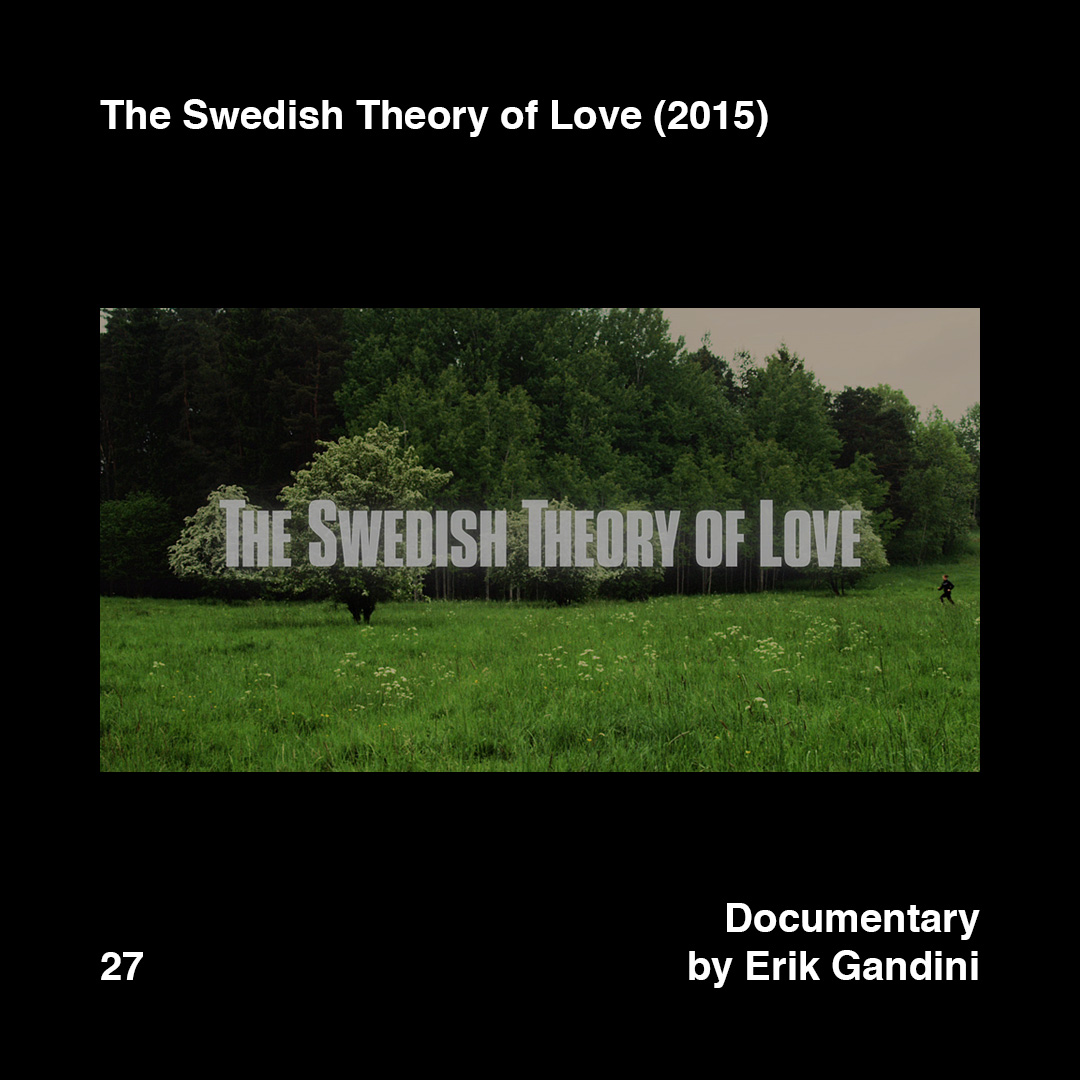 The Swedish Theory of Love (2015)
THE SWEDISH THEORY OF LOVE
Documentary
27
by Erik Gandini